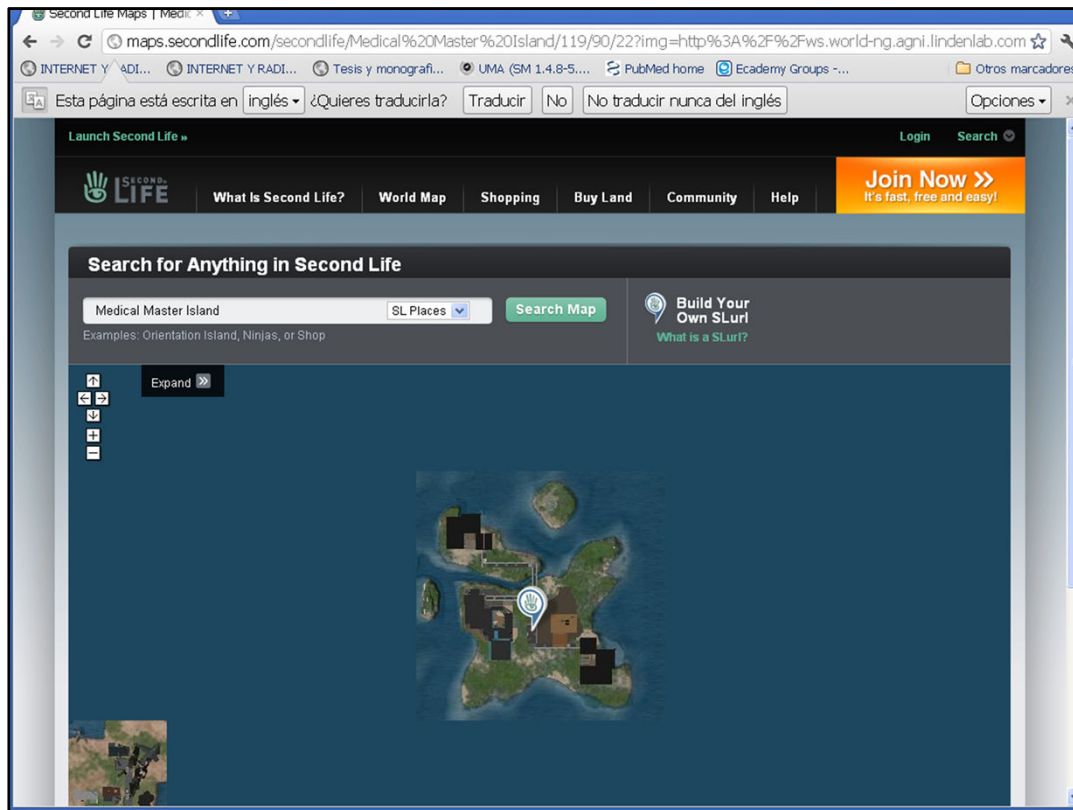 Second Life Maps | Medic
maps.secondlife.com/secondlife/Medical%20Master%20Island/119/90/22?img=http%3A%2F%2Fws.world-ng.agni.lindenlab.com
INTERNET Y RADI... INTERNET Y RADI... Tesis y monografi... UMA (SM 1.4.8-5.... PubMed home Ecademy Groups -... Otros marcadores
Esta página está escrita en inglés ¿Quieres traducirla? Traducir No No traducir nunca del inglés Opciones
Launch Second Life » Login Search
SECOND LIFE What Is Second Life? World Map Shopping Buy Land Community Help Join Now >>
It's fast, free and easy!
Search for Anything in Second Life
Medical Master Island SL Places Search Map Build Your
Own SLurl
Examples: Orientation Island, Ninjas, or Shop What is a SLurl?
Expand »